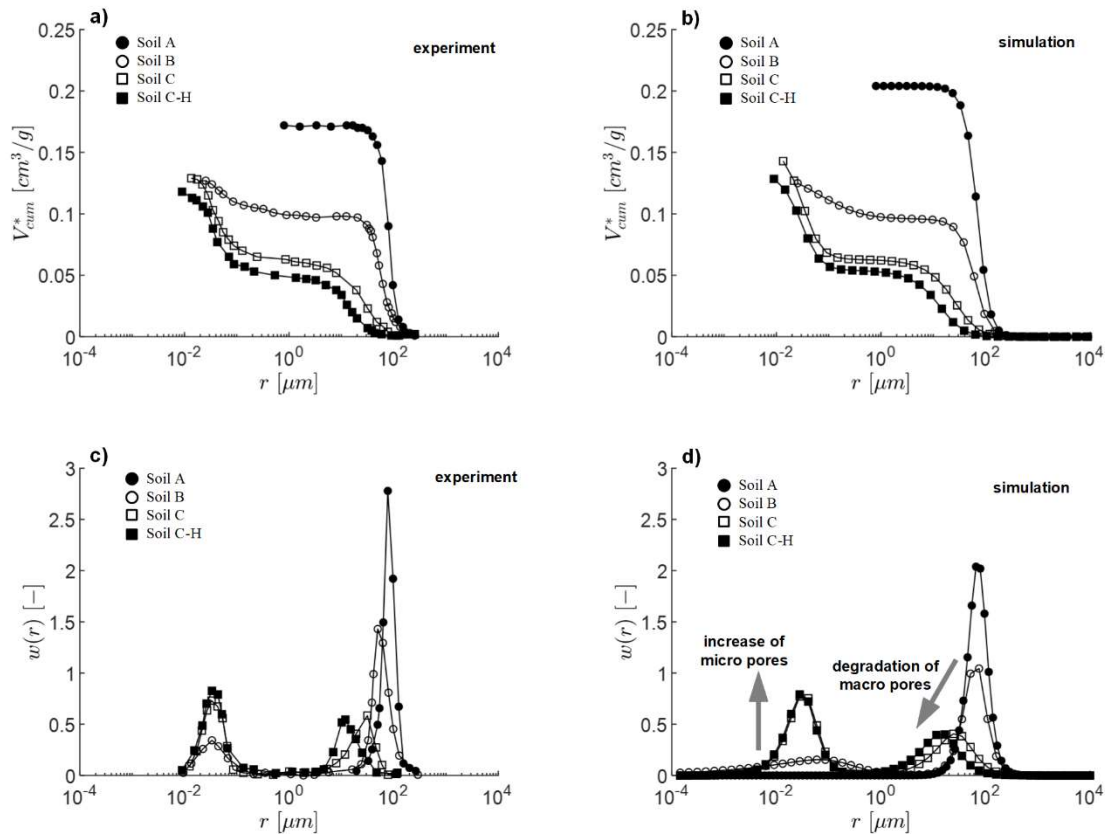 a)
experiment
Soil A
Soil B
Soil C
Soil C-H
0.25
0.2
0.15
0.1
0.05
0
V*cum [cm³/g]
10⁻⁴ 10⁻² 10⁰ 10² 10⁴
r [μm]
b)
simulation
Soil A
Soil B
Soil C
Soil C-H
0.25
0.2
0.15
0.1
0.05
0
V*cum [cm³/g]
10⁻⁴ 10⁻² 10⁰ 10² 10⁴
r [μm]
c)
experiment
Soil A
Soil B
Soil C
Soil C-H
3
2.5
2
1.5
1
0.5
0
w(r) [-]
10⁻⁴ 10⁻² 10⁰ 10² 10⁴
r [μm]
d)
simulation
Soil A
Soil B
Soil C
Soil C-H
increase of
micro pores
degradation of
macro pores
3
2.5
2
1.5
1
0.5
0
w(r) [-]
10⁻⁴ 10⁻² 10⁰ 10² 10⁴
r [μm]